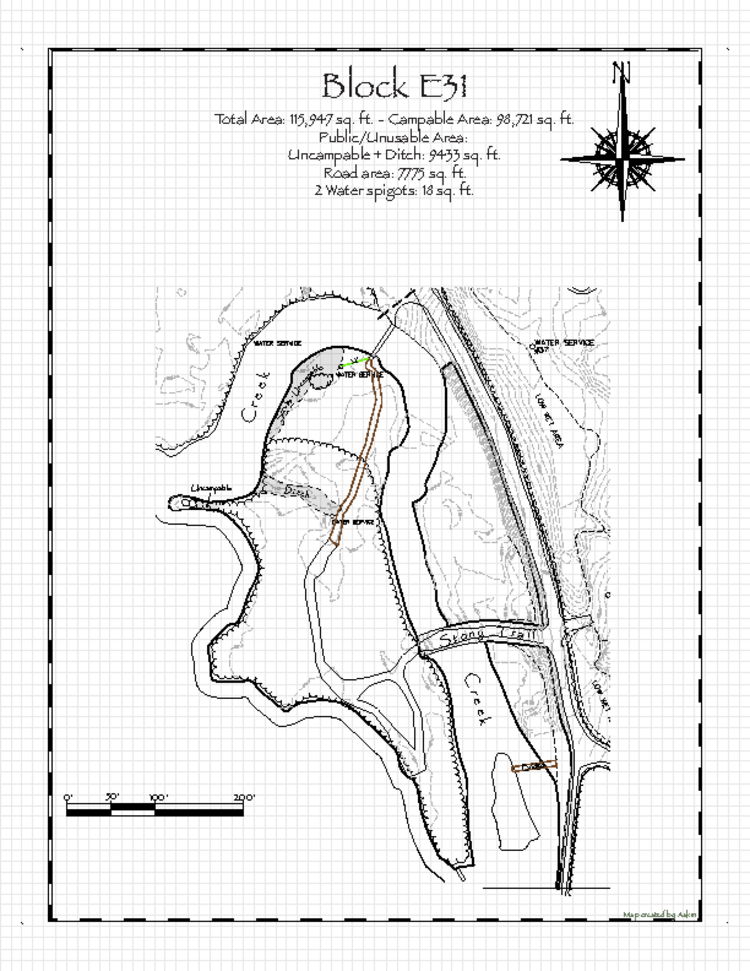 Block E31
N
Total Area: 115,947 sq. ft. - Campable Area: 98,721 sq. ft.
Public/Unusable Area:
Uncampable + Ditch: 9433 sq. ft.
Road area: 7775 sq. ft.
2 Water spigots: 18 sq. ft.
WATER SERVICE
WATER SERVICE
WATER SERVICE
Creek
Uncampable
LOW WET AREA
Uncampable
Ditch
WATER SERVICE
Stone Trail
Creek
LOW WET
0' 50' 100' 200'
Map created by Aakin